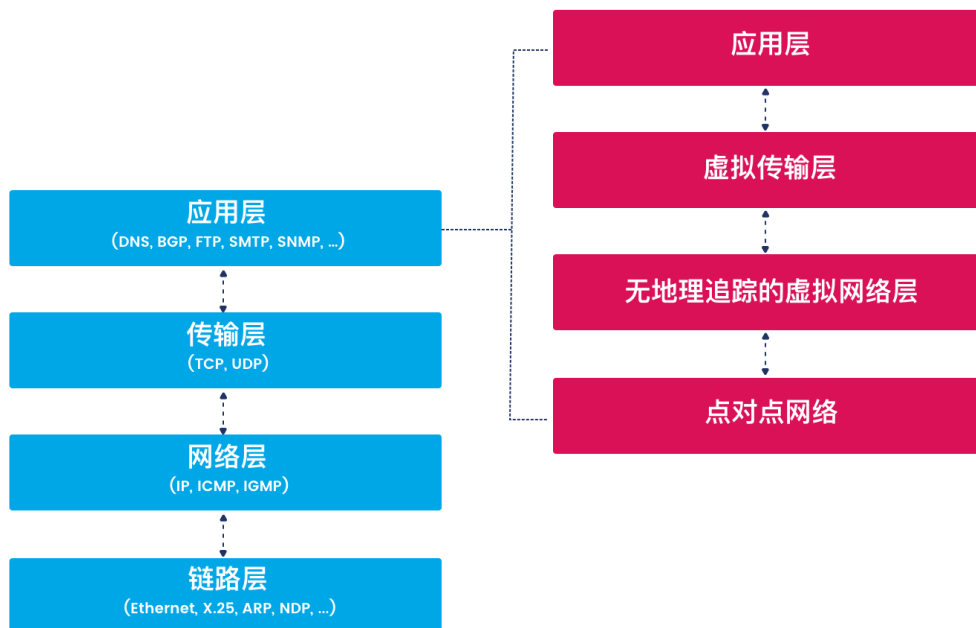 应用层
(DNS, BGP, FTP, SMTP, SNMP, ...)
传输层
(TCP, UDP)
网络层
(IP, ICMP, IGMP)
链路层
(Ethernet, X.25, ARP, NDP, ...)
应用层
虚拟传输层
无地理追踪的虚拟网络层
点对点网络